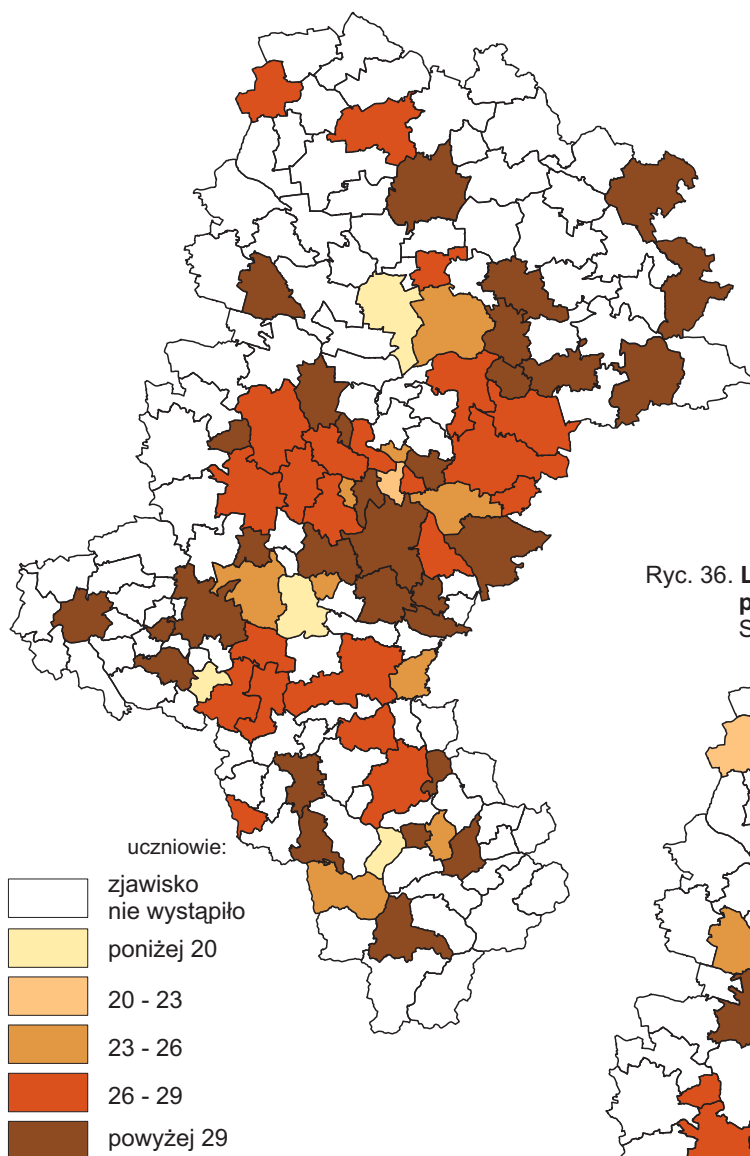 Ryc. 36. L
p
S
uczniowie:
zjawisko
nie wystąpiło
poniżej 20
20 - 23
23 - 26
26 - 29
powyżej 29